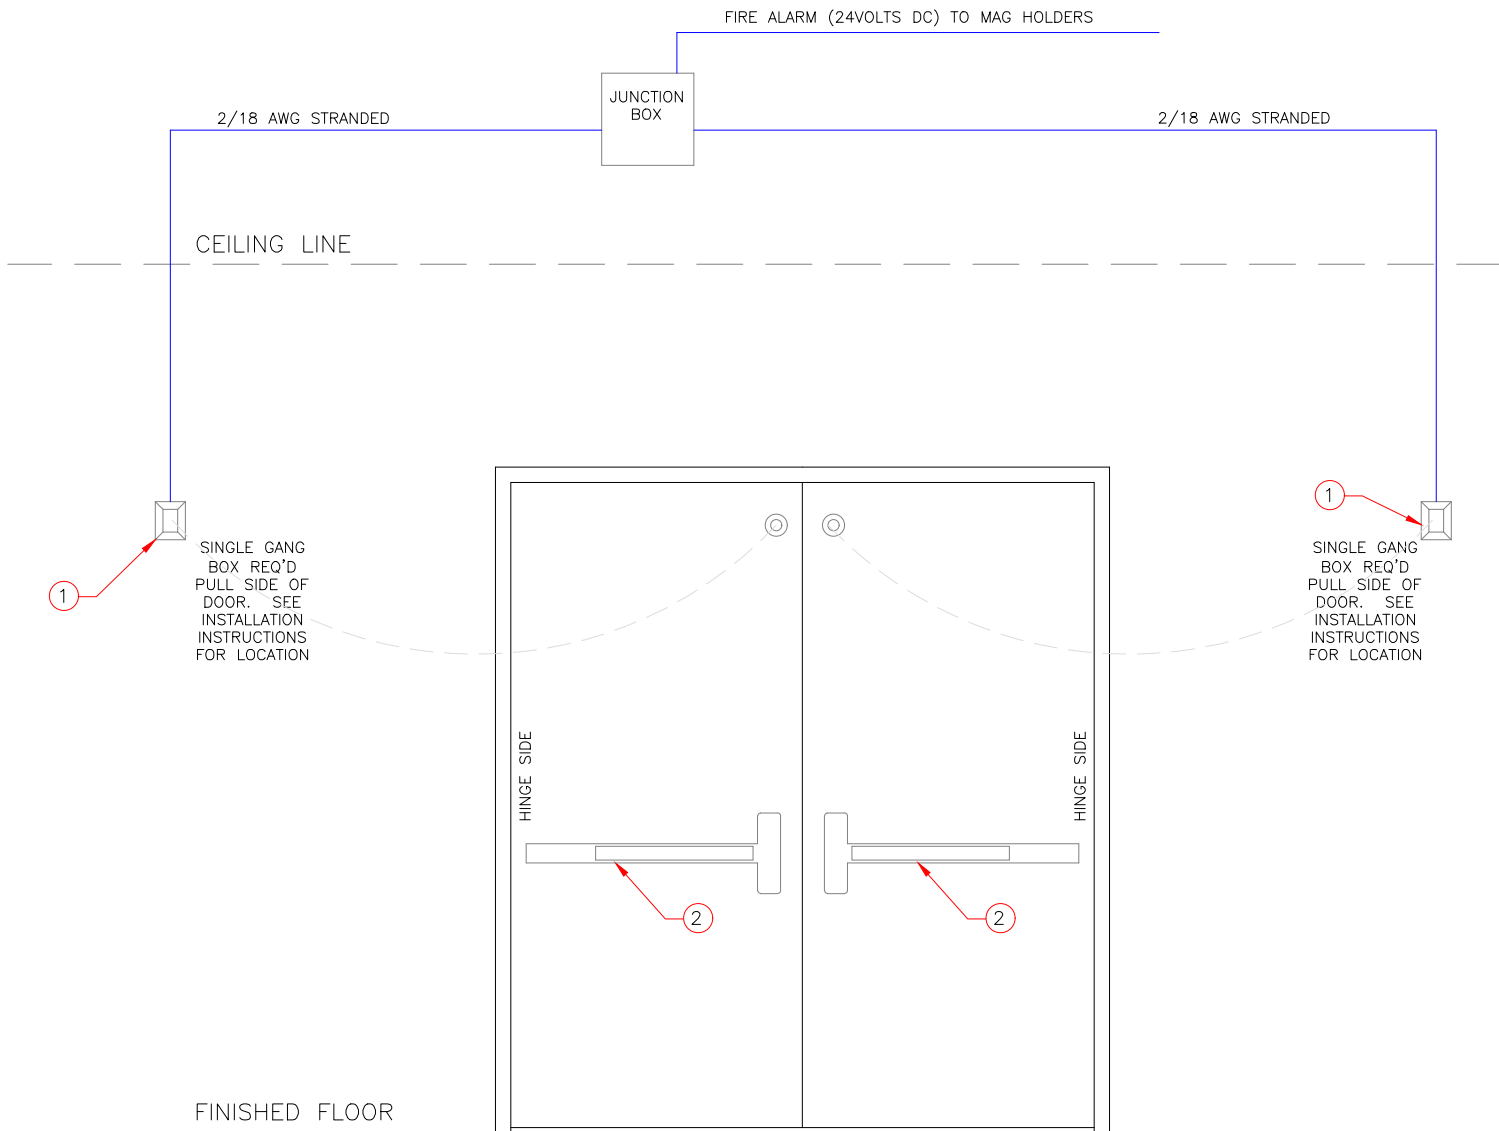 FIRE ALARM (24VOLTS DC) TO MAG HOLDERS
JUNCTION
BOX
2/18 AWG STRANDED
2/18 AWG STRANDED
CEILING LINE
1
SINGLE GANG
BOX REQ'D
PULL SIDE OF
DOOR. SEE
INSTALLATION
INSTRUCTIONS
FOR LOCATION
1
SINGLE GANG
BOX REQ'D
PULL SIDE OF
DOOR. SEE
INSTALLATION
INSTRUCTIONS
FOR LOCATION
HINGE SIDE
HINGE SIDE
2
2
FINISHED FLOOR